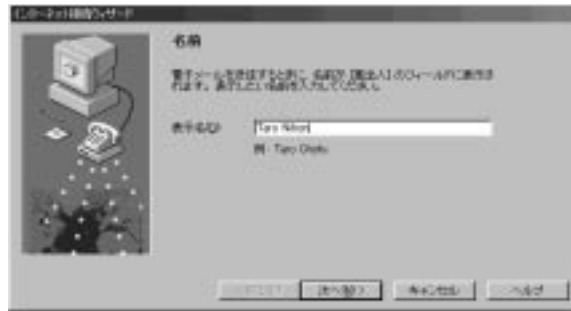 インターネット接続ウィザード
名前
電子メールを送信するときに、名前が [差出人] のフィールドに表示さ
れます。表示したい名前を入力してください。
表示名(D):
Taro Nihon
例 : Taro Chofu
次へ(N) >
キャンセル
ヘルプ